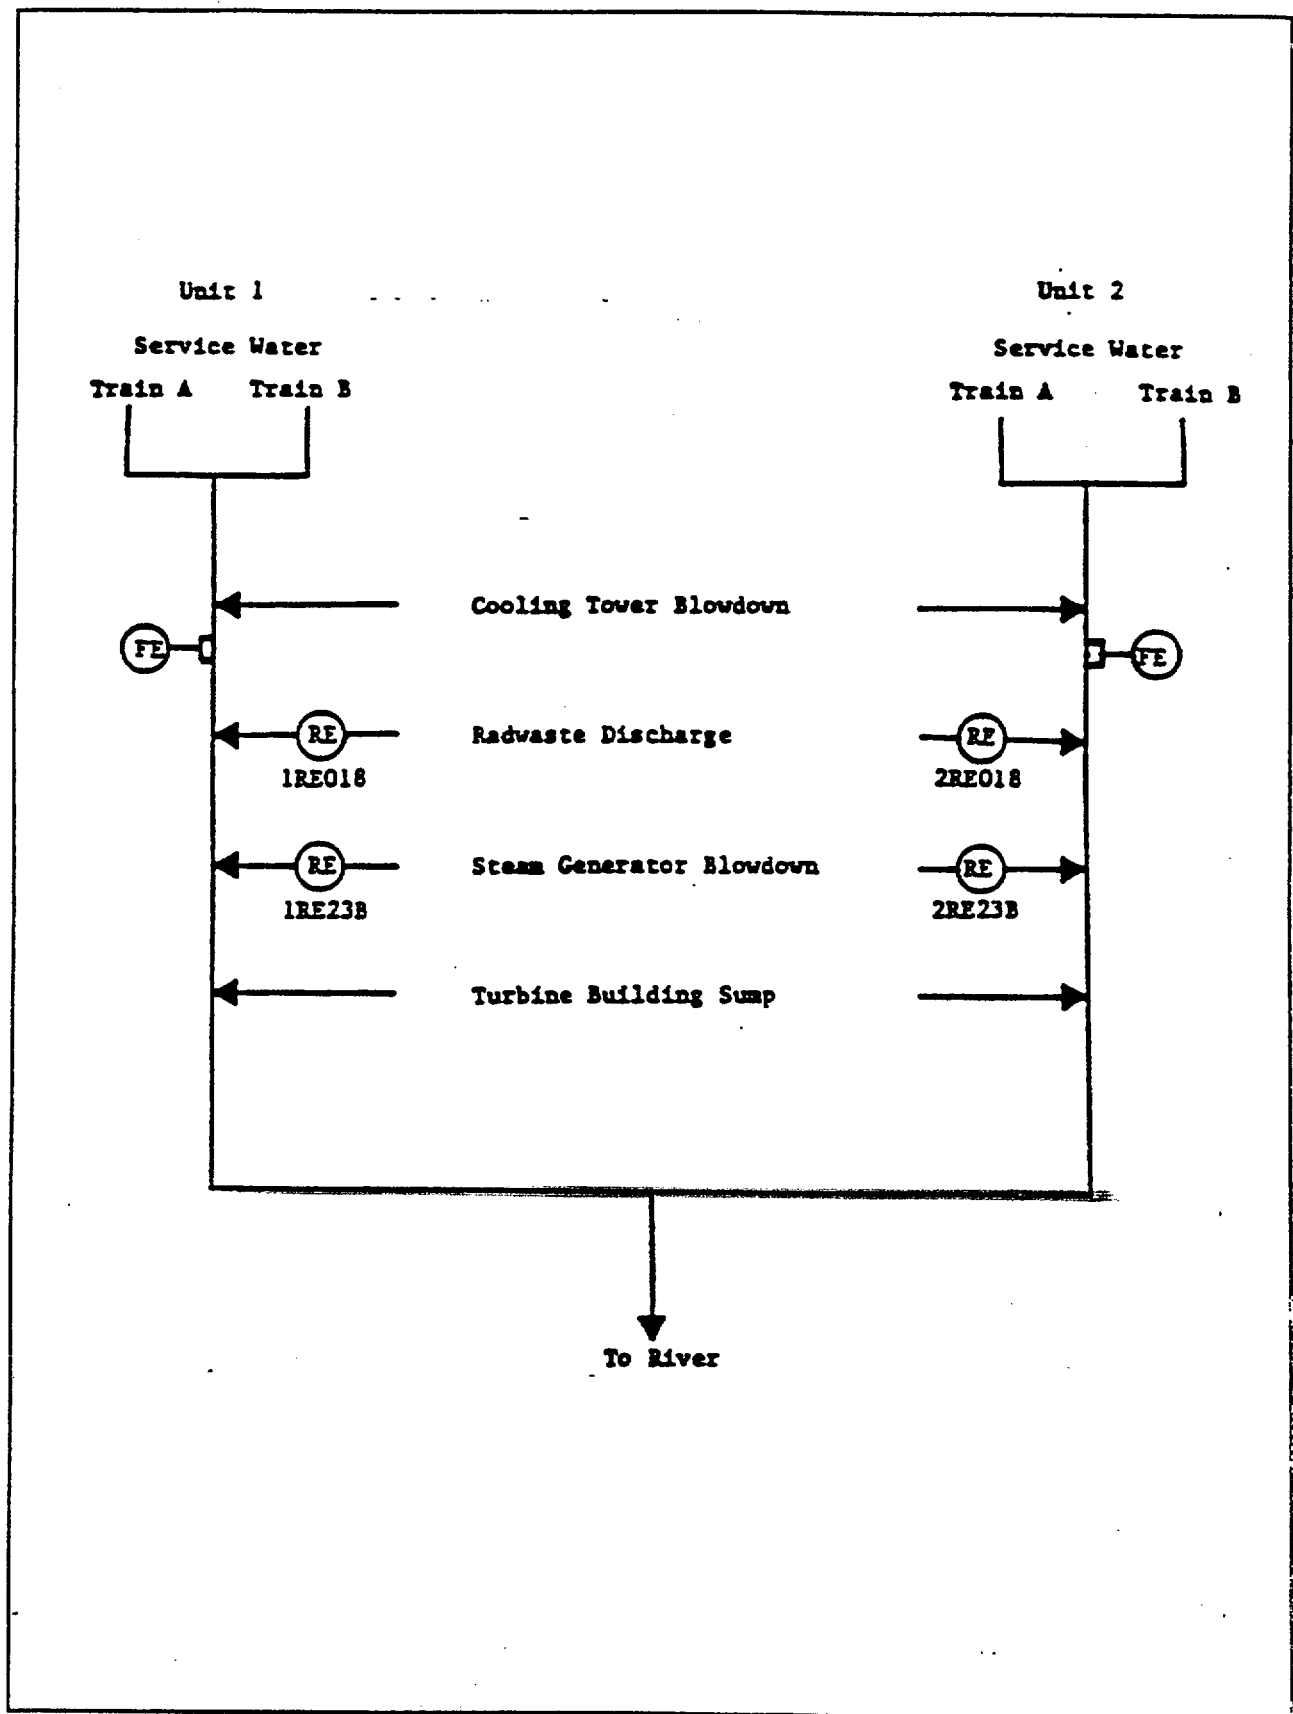 Unit 1
Unit 2
Service Water
Service Water
Train A Train B
Train A Train B
Cooling Tower Blowdown
FE
FE
RE
Radwaste Discharge
RE
1RE018
2RE018
RE
Steam Generator Blowdown
RE
1RE23B
2RE23B
Turbine Building Sump
To River